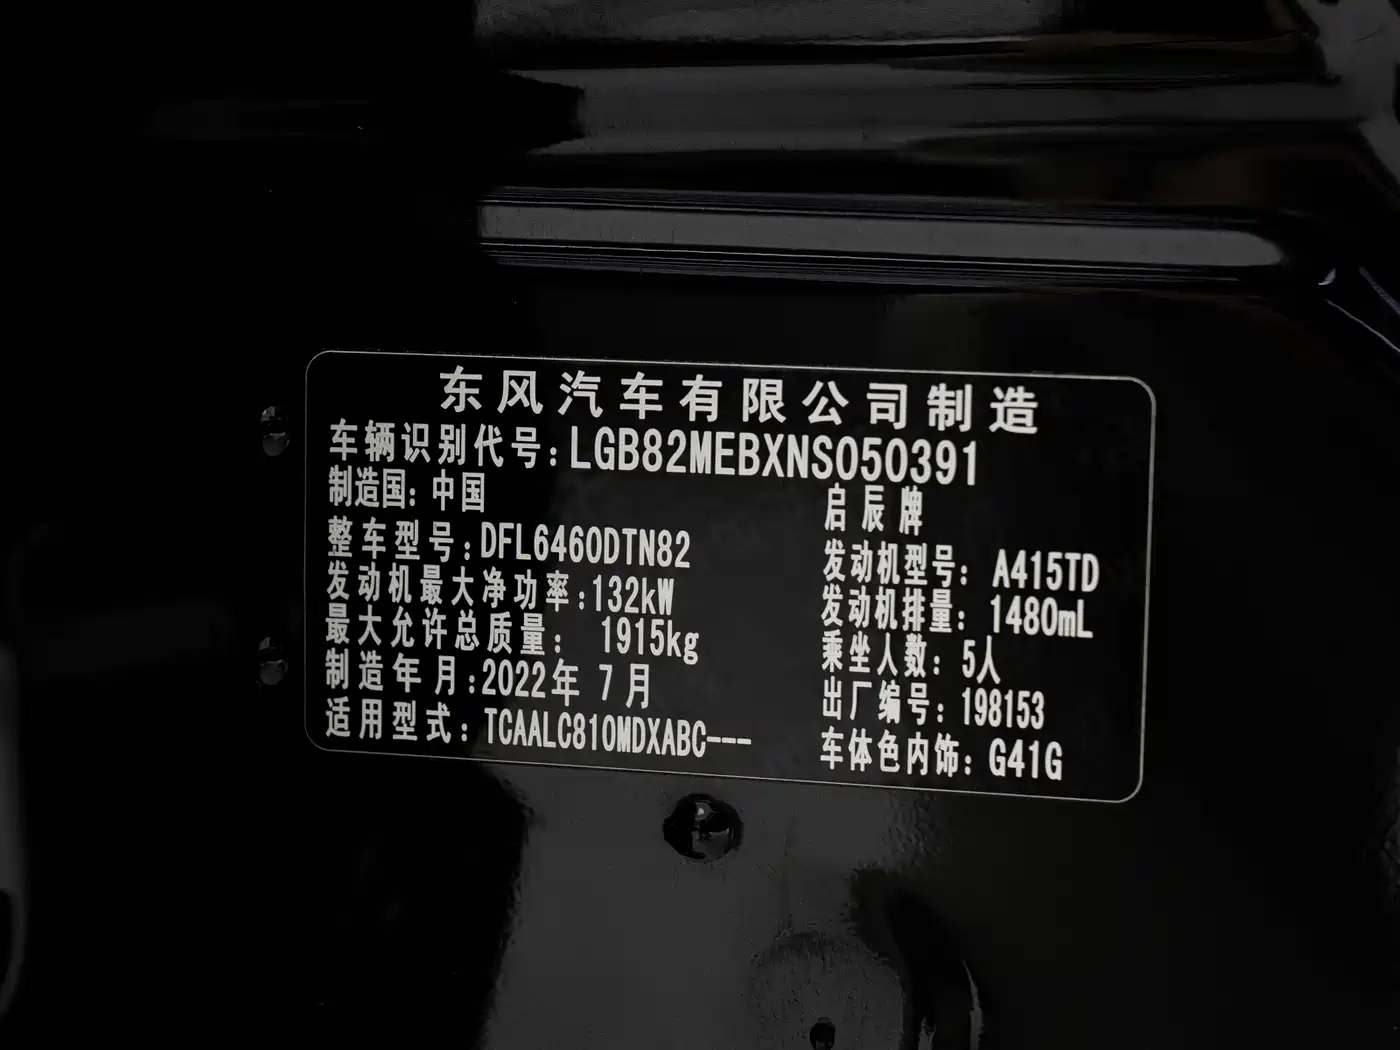 东风汽车有限公司制造
车辆识别代号:LGB82MEBXNS050391
制造国: 中国
启辰牌
整车型号:DFL6460DTN82
发动机型号: A415TD
发动机最大净功率:132kW
发动机排量: 1480mL
最大允许总质量: 1915kg
乘坐人数: 5人
制造年月:2022年 7月
出厂编号: 198153
适用型式: TCAALC810MDXABC---
车体色内饰: G41G